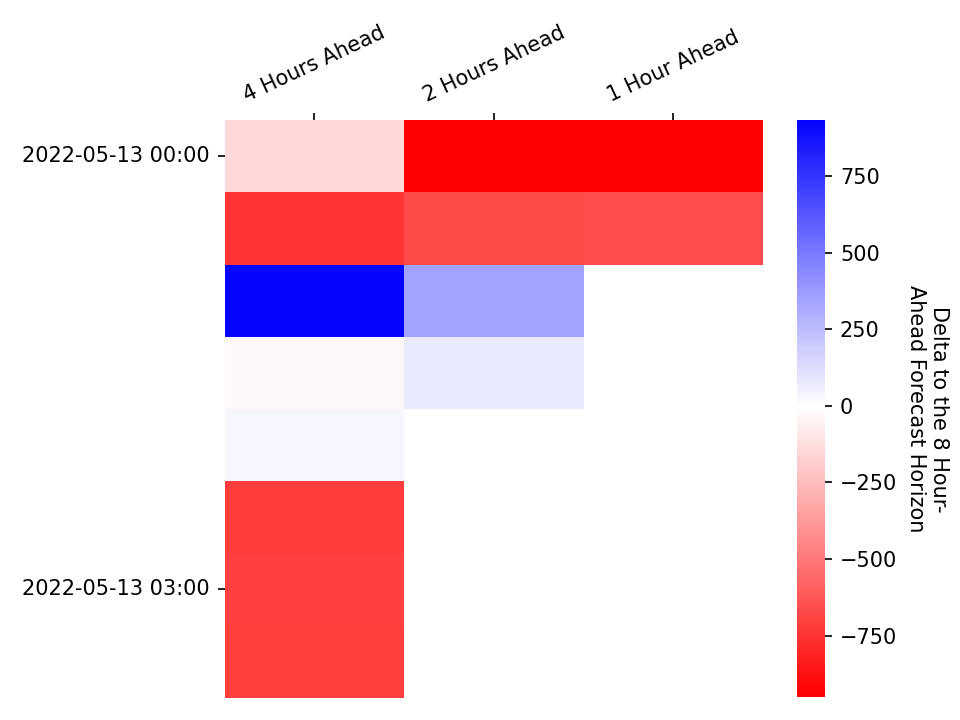 4 Hours Ahead
2 Hours Ahead
1 Hour Ahead
2022-05-13 00:00
2022-05-13 03:00
750
500
250
0
−250
−500
−750
Delta to the 8 Hour-
Ahead Forecast Horizon